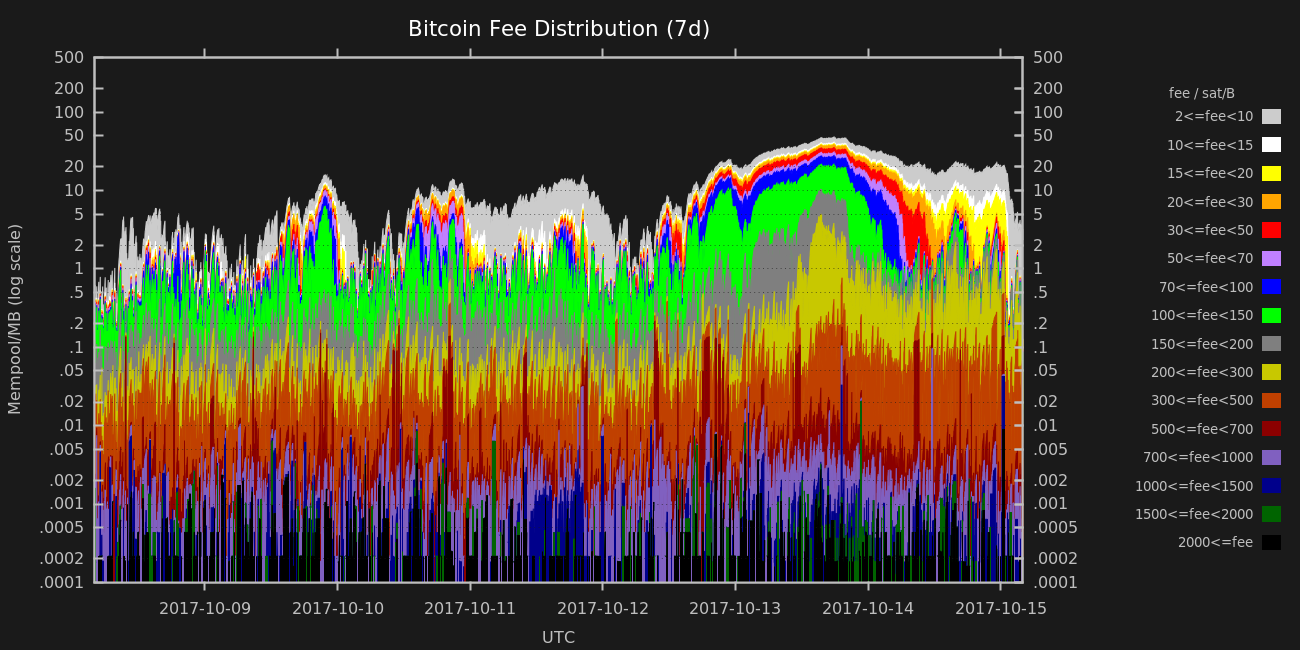 Bitcoin Fee Distribution (7d)
500
200
100
50
20
10
5
2
1
.5
.2
.1
.05
.02
.01
.005
.002
.001
.0005
.0002
.0001
Mempool/MB (log scale)
500
200
100
50
20
10
5
2
1
.5
.2
.1
.05
.02
.01
.005
.002
.001
.0005
.0002
.0001
2017-10-09
2017-10-10
2017-10-11
2017-10-12
2017-10-13
2017-10-14
2017-10-15
UTC
fee / sat/B
2<=fee<10
10<=fee<15
15<=fee<20
20<=fee<30
30<=fee<50
50<=fee<70
70<=fee<100
100<=fee<150
150<=fee<200
200<=fee<300
300<=fee<500
500<=fee<700
700<=fee<1000
1000<=fee<1500
1500<=fee<2000
2000<=fee